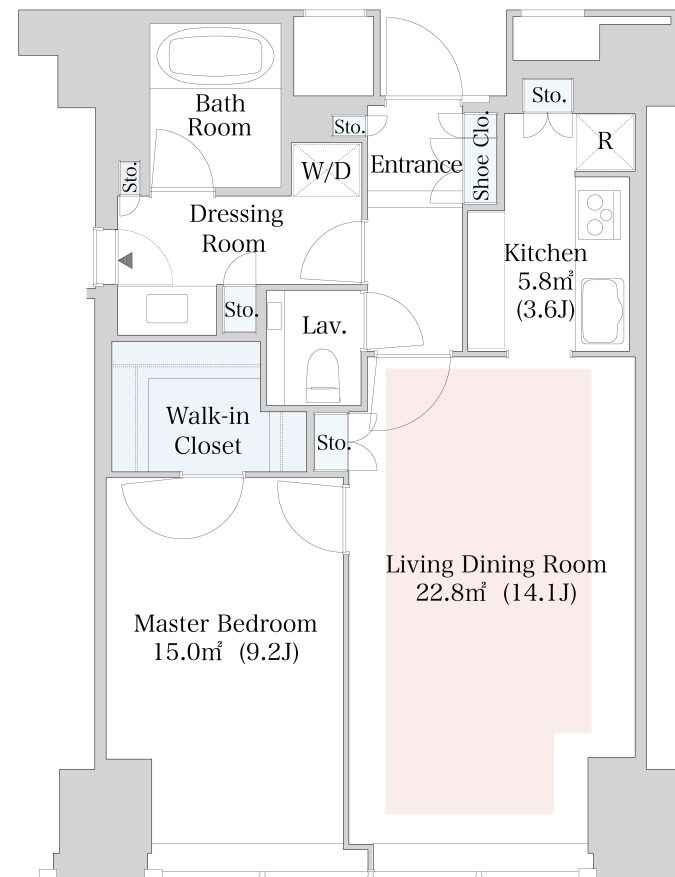 Bath
Room
Sto.
Sto.
W/D
Entrance
Shoe Clo.
Sto.
R
Dressing
Room
Kitchen
5.8㎡
(3.6J)
Sto.
Lav.
Walk-in
Closet
Sto.
Living Dining Room
22.8㎡ (14.1J)
Master Bedroom
15.0㎡ (9.2J)